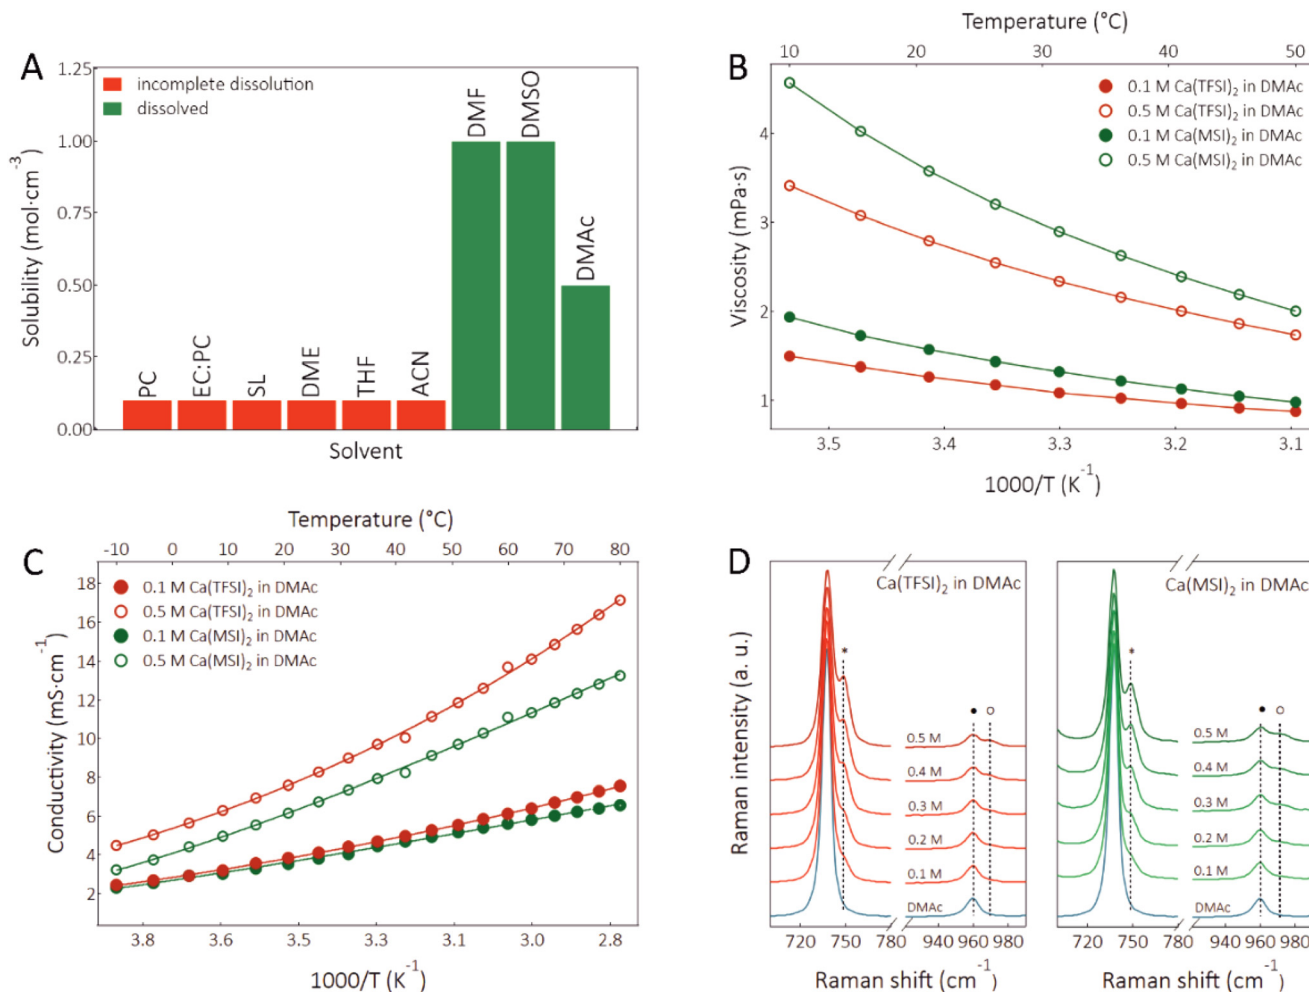 A
incomplete dissolution
dissolved
Solubility (mol·cm⁻³)
1.25
1.00
0.75
0.50
0.25
0.00
PC
EC:PC
SL
DME
THF
ACN
DMF
DMSO
DMAc
Solvent
B
Temperature (°C)
10 21 31 41 50
0.1 M Ca(TFSI)₂ in DMAc
0.5 M Ca(TFSI)₂ in DMAc
0.1 M Ca(MSI)₂ in DMAc
0.5 M Ca(MSI)₂ in DMAc
Viscosity (mPa·s)
4
3
2
1
3.5 3.4 3.3 3.2 3.1
1000/T (K⁻¹)
C
Temperature (°C)
-10 0 10 20 30 40 50 60 70 80
0.1 M Ca(TFSI)₂ in DMAc
0.5 M Ca(TFSI)₂ in DMAc
0.1 M Ca(MSI)₂ in DMAc
0.5 M Ca(MSI)₂ in DMAc
Conductivity (mS·cm⁻¹)
18
16
14
12
10
8
6
4
2
3.8 3.6 3.5 3.3 3.1 3.0 2.8
1000/T (K⁻¹)
D
Raman intensity (a. u.)
Ca(TFSI)₂ in DMAc
*
0.5 M
0.4 M
0.3 M
0.2 M
0.1 M
DMAc
720 750 780 940 960 980
Raman shift (cm⁻¹)
Ca(MSI)₂ in DMAc
*
0.5 M
0.4 M
0.3 M
0.2 M
0.1 M
DMAc
720 750 780 940 960 980
Raman shift (cm⁻¹)